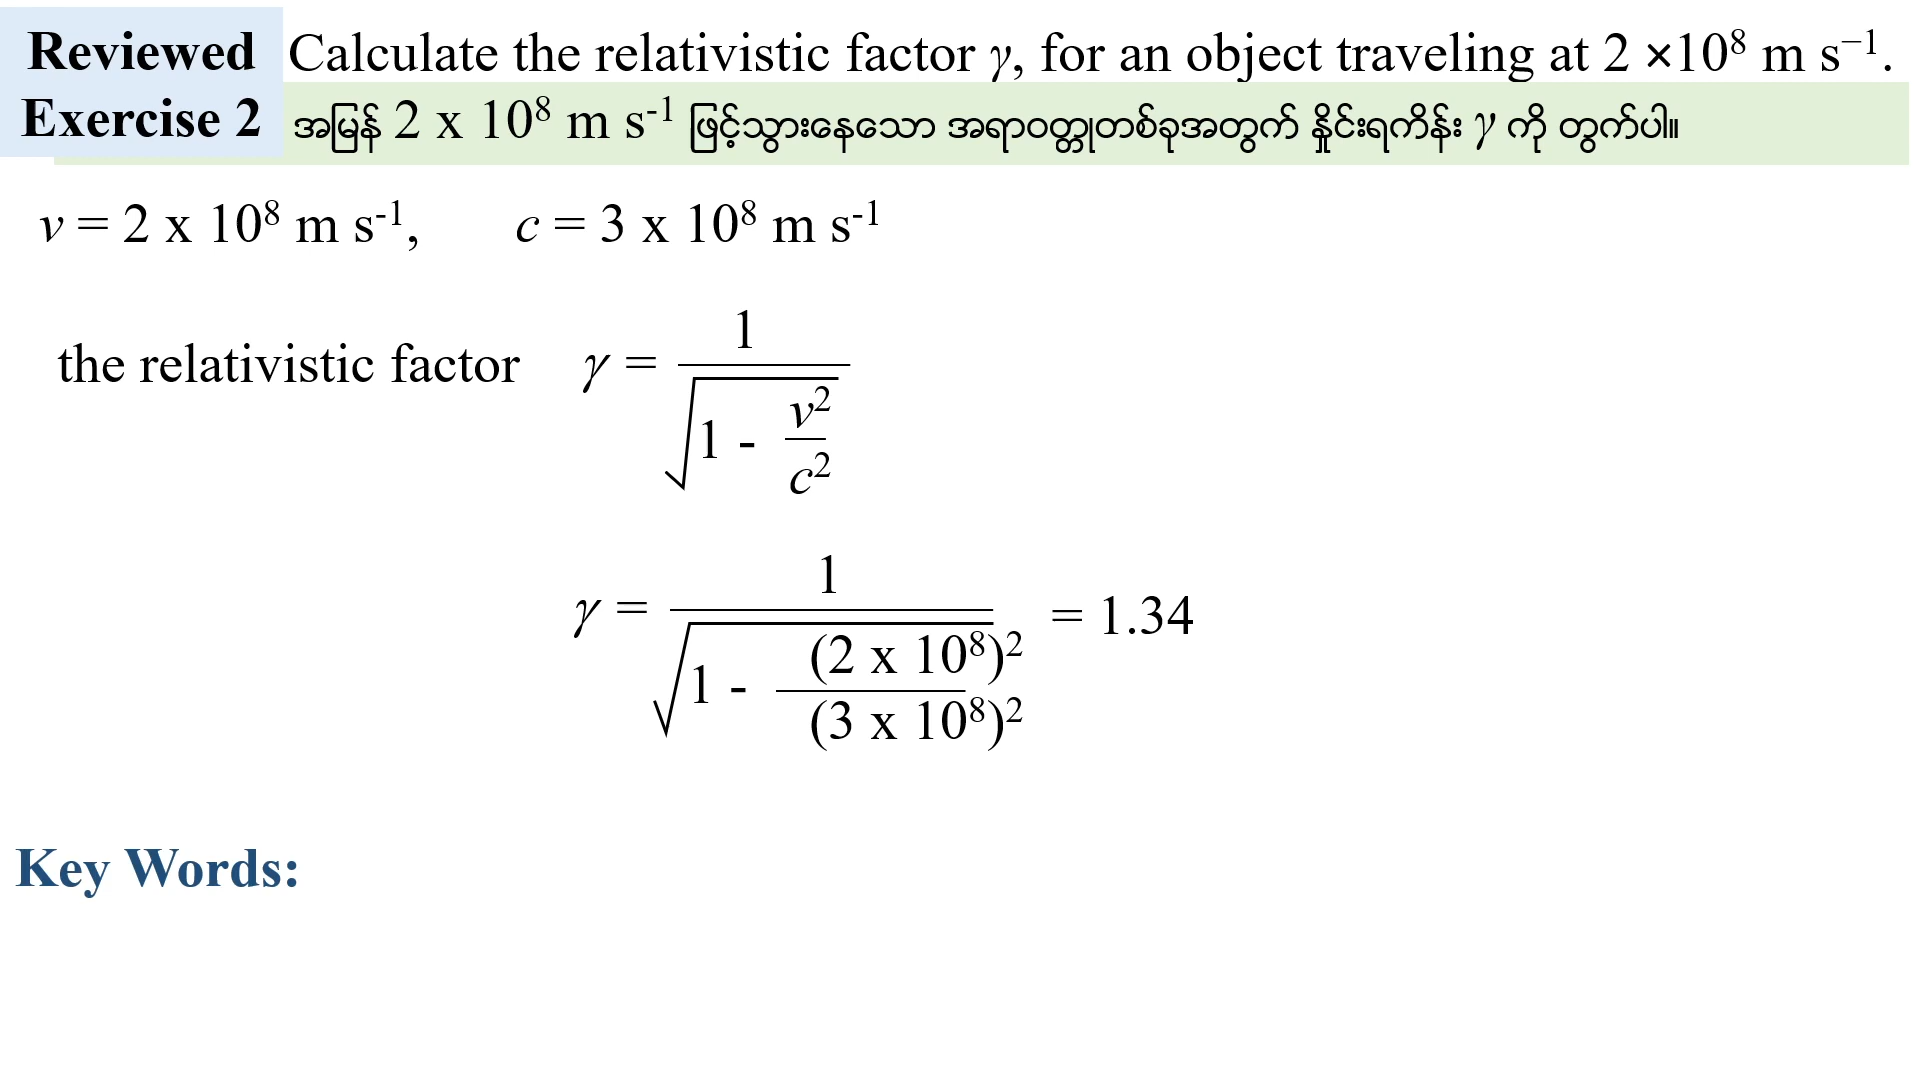 Reviewed Exercise 2
Calculate the relativistic factor γ, for an object traveling at 2 ×10⁸ m s⁻¹.
အမြန် 2 x 10⁸ m s⁻¹ ဖြင့်သွားနေသော အရာဝတ္တုတစ်ခုအတွက် နှိုင်းရကိန်း γ ကို တွက်ပါ။
v = 2 x 10⁸ m s⁻¹, c = 3 x 10⁸ m s⁻¹
the relativistic factor γ = 1 / √(1 - v²/c²)
γ = 1 / √(1 - (2 x 10⁸)²/(3 x 10⁸)²) = 1.34
Key Words: